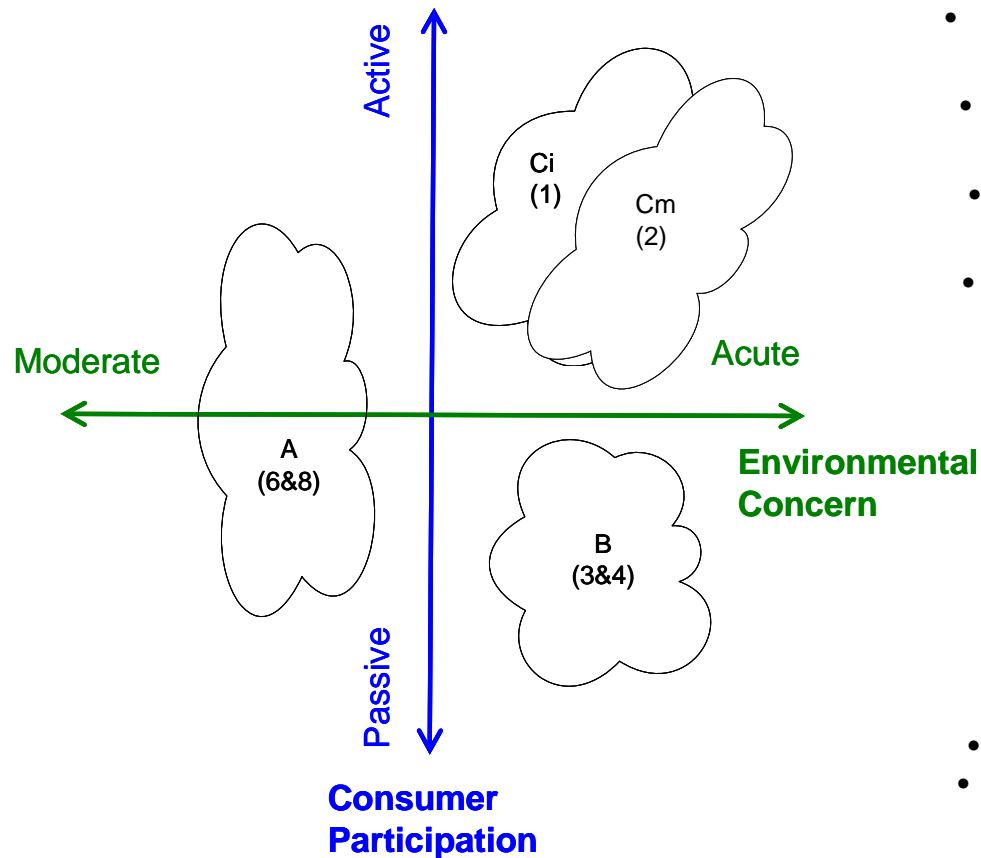 Active
Ci
(1)
Cm
(2)
Moderate
Acute
A
(6&8)
Environmental
Concern
B
(3&4)
Passive
Consumer
Participation